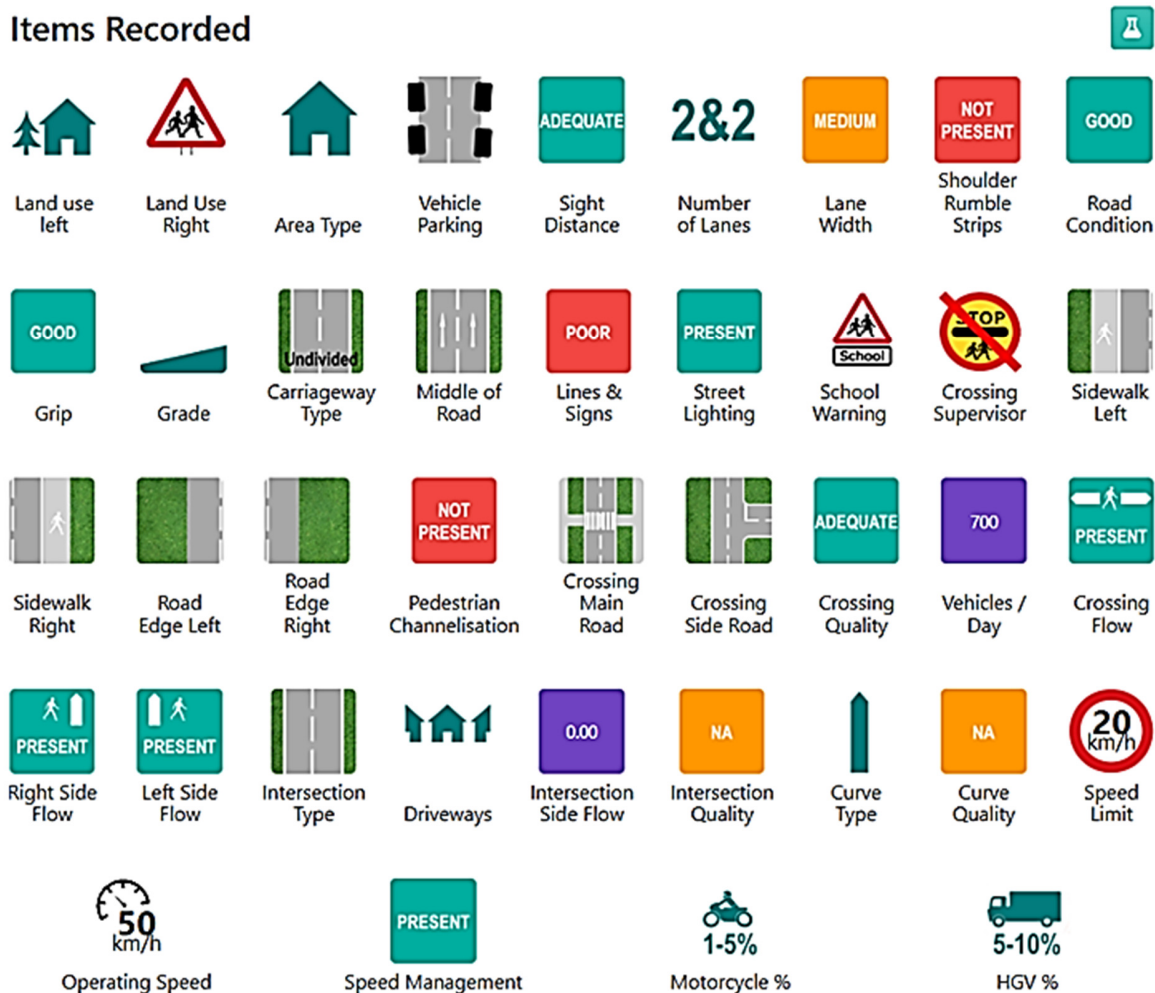 Items Recorded
ADEQUATE
2&2
MEDIUM
NOT
PRESENT
GOOD
Land use
left
Land Use
Right
Area Type
Vehicle
Parking
Sight
Distance
Number
of Lanes
Lane
Width
Shoulder
Rumble
Strips
Road
Condition
GOOD
Undivided
POOR
PRESENT
School
STOP
Grip
Grade
Carriageway
Type
Middle of
Road
Lines &
Signs
Street
Lighting
School
Warning
Crossing
Supervisor
Sidewalk
Left
NOT
PRESENT
ADEQUATE
700
PRESENT
Sidewalk
Right
Road
Edge Left
Road
Edge
Right
Pedestrian
Channelisation
Crossing
Main
Road
Crossing
Side Road
Crossing
Quality
Vehicles /
Day
Crossing
Flow
PRESENT
PRESENT
0.00
NA
NA
20
km/h
Right Side
Flow
Left Side
Flow
Intersection
Type
Driveways
Intersection
Side Flow
Intersection
Quality
Curve
Type
Curve
Quality
Speed
Limit
50
km/h
PRESENT
1-5%
5-10%
Operating Speed
Speed Management
Motorcycle %
HGV %